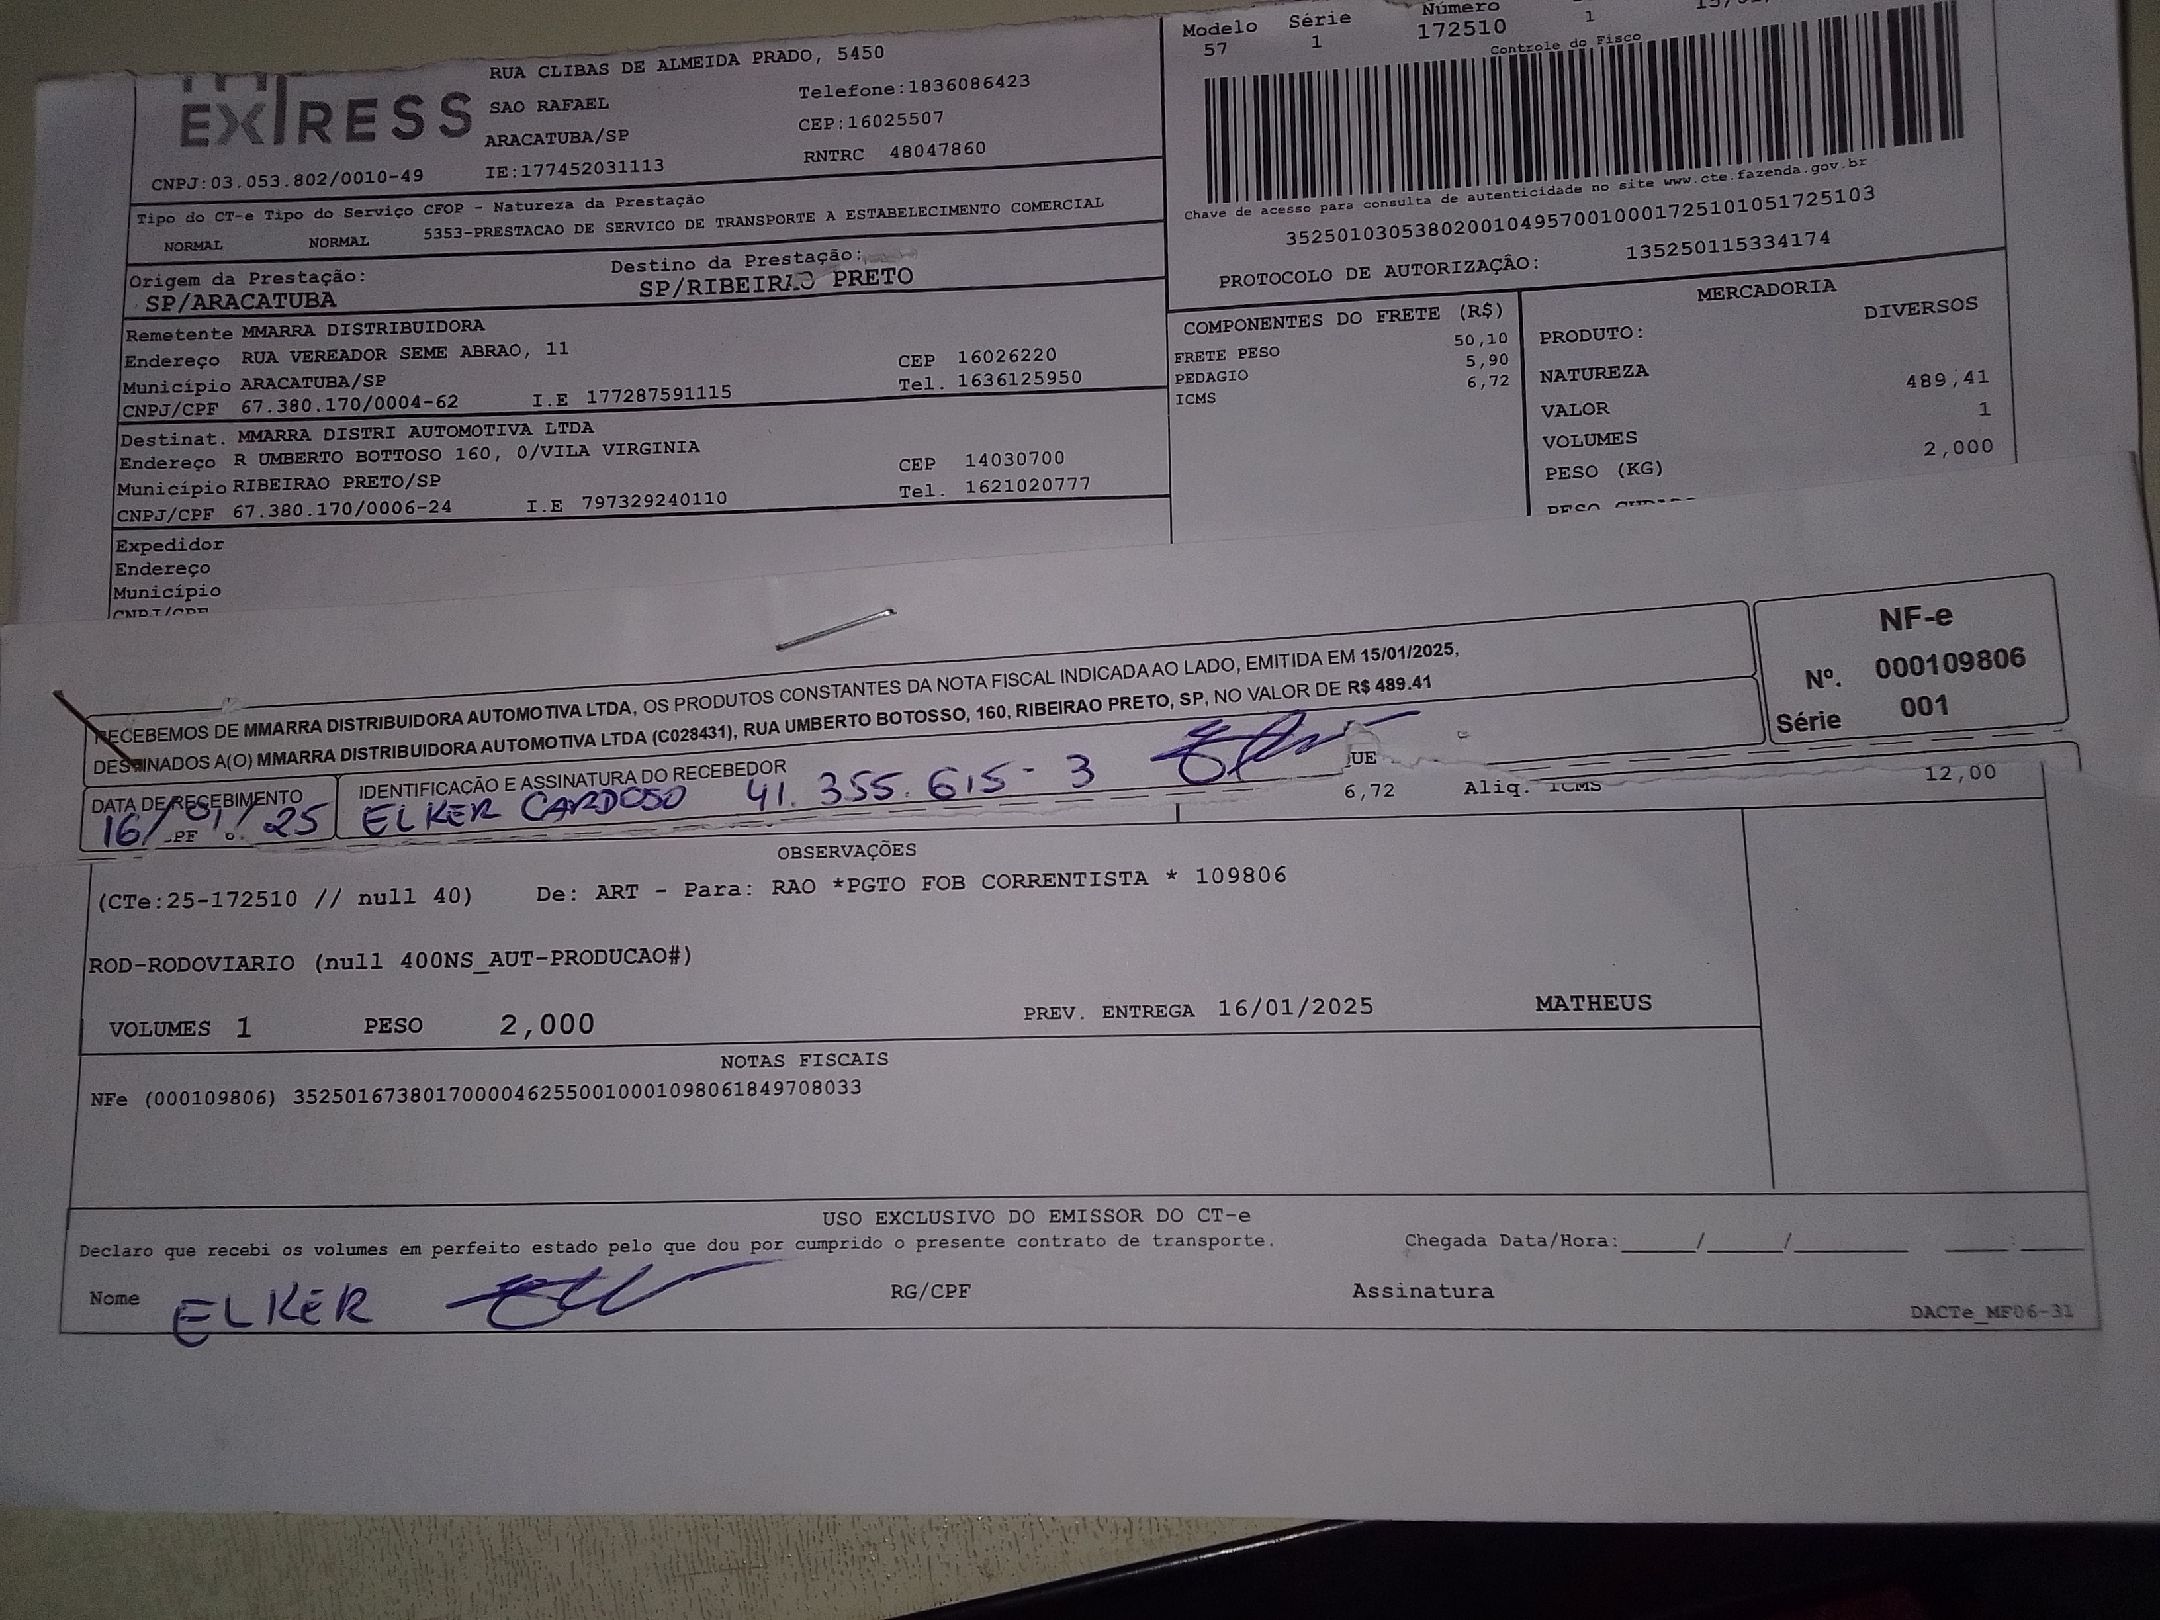 EXPRESS
CNPJ:03.053.802/0010-49
RUA CLIBAS DE ALMEIDA PRADO, 5450
SAO RAFAEL
ARACATUBA/SP
IE:177452031113
Telefone:1836086423
CEP:16025507
RNTRC 48047860
Modelo Série Número
57 1 172510 1
Controle do Fisco
Chave de acesso para consulta de autenticidade no site www.cte.fazenda.gov.br
35250103053802001049570010001725101051725103
PROTOCOLO DE AUTORIZAÇÃO: 135250115334174
Tipo do CT-e Tipo do Serviço CFOP - Natureza da Prestação
NORMAL NORMAL 5353-PRESTACAO DE SERVICO DE TRANSPORTE A ESTABELECIMENTO COMERCIAL
Origem da Prestação: Destino da Prestação:
SP/ARACATUBA SP/RIBEIRAO PRETO
Remetente MMARRA DISTRIBUIDORA
Endereço RUA VEREADOR SEME ABRAO, 11 CEP 16026220
Município ARACATUBA/SP Tel. 1636125950
CNPJ/CPF 67.380.170/0004-62 I.E 177287591115
Destinat. MMARRA DISTRI AUTOMOTIVA LTDA
Endereço R UMBERTO BOTTOSO 160, 0/VILA VIRGINIA CEP 14030700
Município RIBEIRAO PRETO/SP Tel. 1621020777
CNPJ/CPF 67.380.170/0006-24 I.E 797329240110
Expedidor
Endereço
Município
CNPJ/CPF
COMPONENTES DO FRETE (R$)
FRETE PESO 50,10
PEDAGIO 5,90
ICMS 6,72
MERCADORIA
PRODUTO: DIVERSOS
NATUREZA
VALOR 489,41
VOLUMES 1
PESO (KG) 2,000
RECEBEMOS DE MMARRA DISTRIBUIDORA AUTOMOTIVA LTDA, OS PRODUTOS CONSTANTES DA NOTA FISCAL INDICADA AO LADO, EMITIDA EM 15/01/2025,
DESTINADOS A(O) MMARRA DISTRIBUIDORA AUTOMOTIVA LTDA (C028431), RUA UMBERTO BOTOSSO, 160, RIBEIRAO PRETO, SP, NO VALOR DE R$ 489.41
NF-e
Nº. 000109806
Série 001
DATA DE RECEBIMENTO
16/01/25
IDENTIFICAÇÃO E ASSINATURA DO RECEBEDOR
ELKER CARDOSO 41.355.615-3
6,72 Aliq. ICMS 12,00
OBSERVAÇÕES
(CTe:25-172510 // null 40) De: ART - Para: RAO *PGTO FOB CORRENTISTA * 109806
ROD-RODOVIARIO (null 400NS_AUT-PRODUCAO#)
VOLUMES 1 PESO 2,000 PREV. ENTREGA 16/01/2025 MATHEUS
NOTAS FISCAIS
NFe (000109806) 35250167380170000462550010001098061849708033
USO EXCLUSIVO DO EMISSOR DO CT-e
Declaro que recebi os volumes em perfeito estado pelo que dou por cumprido o presente contrato de transporte. Chegada Data/Hora:_____/_____/________ ____:____
Nome ELKER RG/CPF Assinatura
DACTe_MF06-31